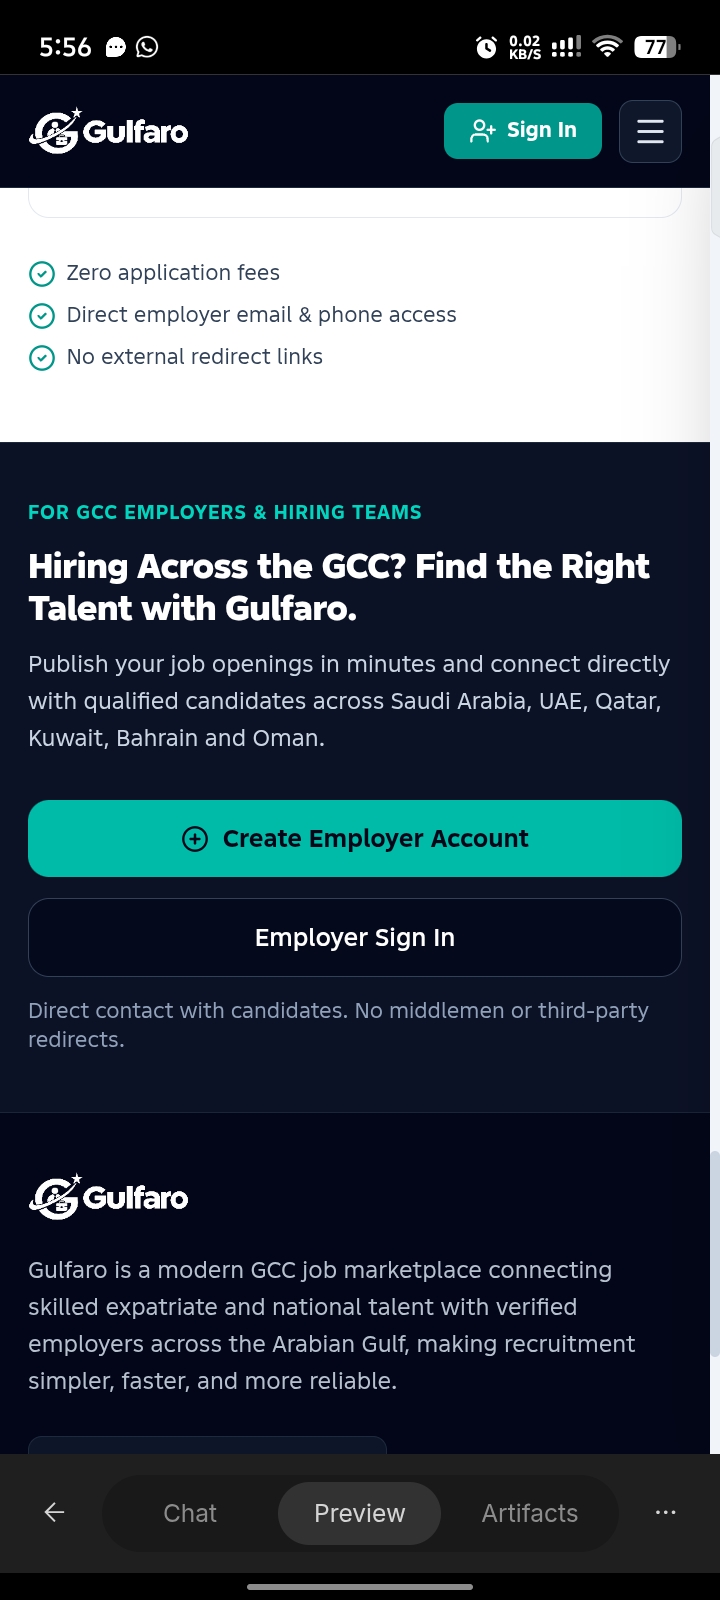 5:56
0.02
KB/S
77
Gulfaro
Sign In
Zero application fees
Direct employer email & phone access
No external redirect links
FOR GCC EMPLOYERS & HIRING TEAMS
Hiring Across the GCC? Find the Right
Talent with Gulfaro.
Publish your job openings in minutes and connect directly
with qualified candidates across Saudi Arabia, UAE, Qatar,
Kuwait, Bahrain and Oman.
Create Employer Account
Employer Sign In
Direct contact with candidates. No middlemen or third-party
redirects.
Gulfaro
Gulfaro is a modern GCC job marketplace connecting
skilled expatriate and national talent with verified
employers across the Arabian Gulf, making recruitment
simpler, faster, and more reliable.
Chat
Preview
Artifacts